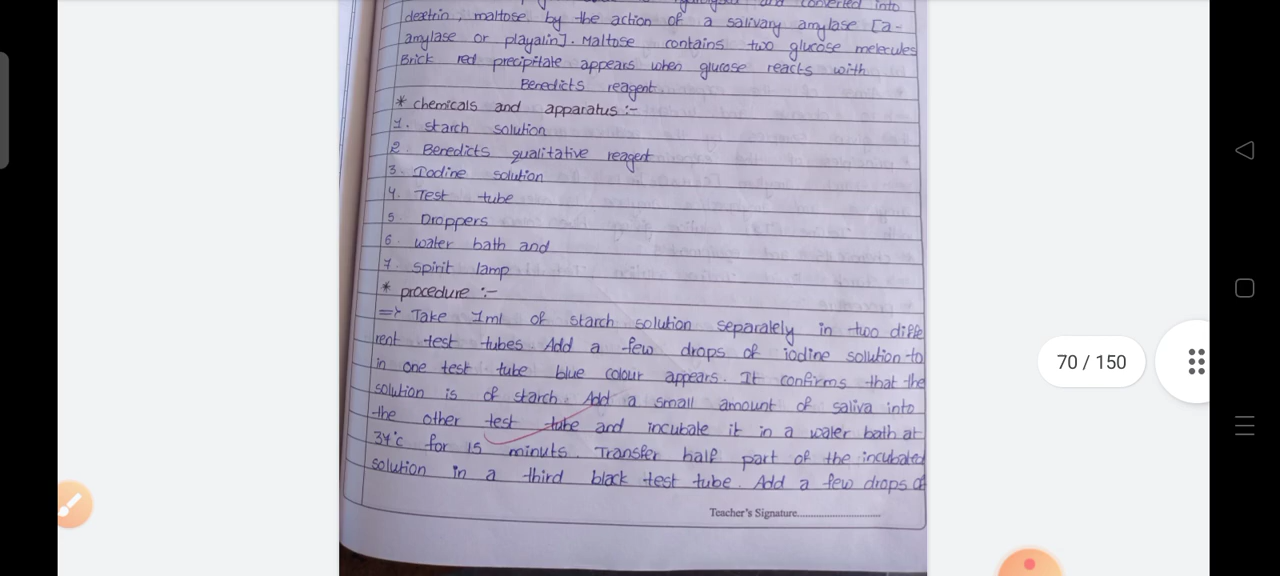 and converted into
dextrin, maltose by the action of a salivary amylase [a-
amylase or playalin]. Maltose contains two glucose melecules
Brick red precipitate appears when glucose reacts with
Benedicts reagent
* chemicals and apparatus :-
1. starch solution
2. Benedicts qualitative reagent
3. Iodine solution
4. Test tube
5. Droppers
6. water bath and
7. spirit lamp
* procedure :-
=> Take 1ml of starch solution separately in two diffe
rent test tubes. Add a few drops of iodine solution to
in one test tube blue colour appears. It confirms that the
solution is of starch. Add a small amount of saliva into
the other test tube and incubate it in a water bath at
37°c for 15 minuts. Transfer half part of the incubated
solution in a third black test tube. Add a few drops of
Teacher's Signature
70 / 150